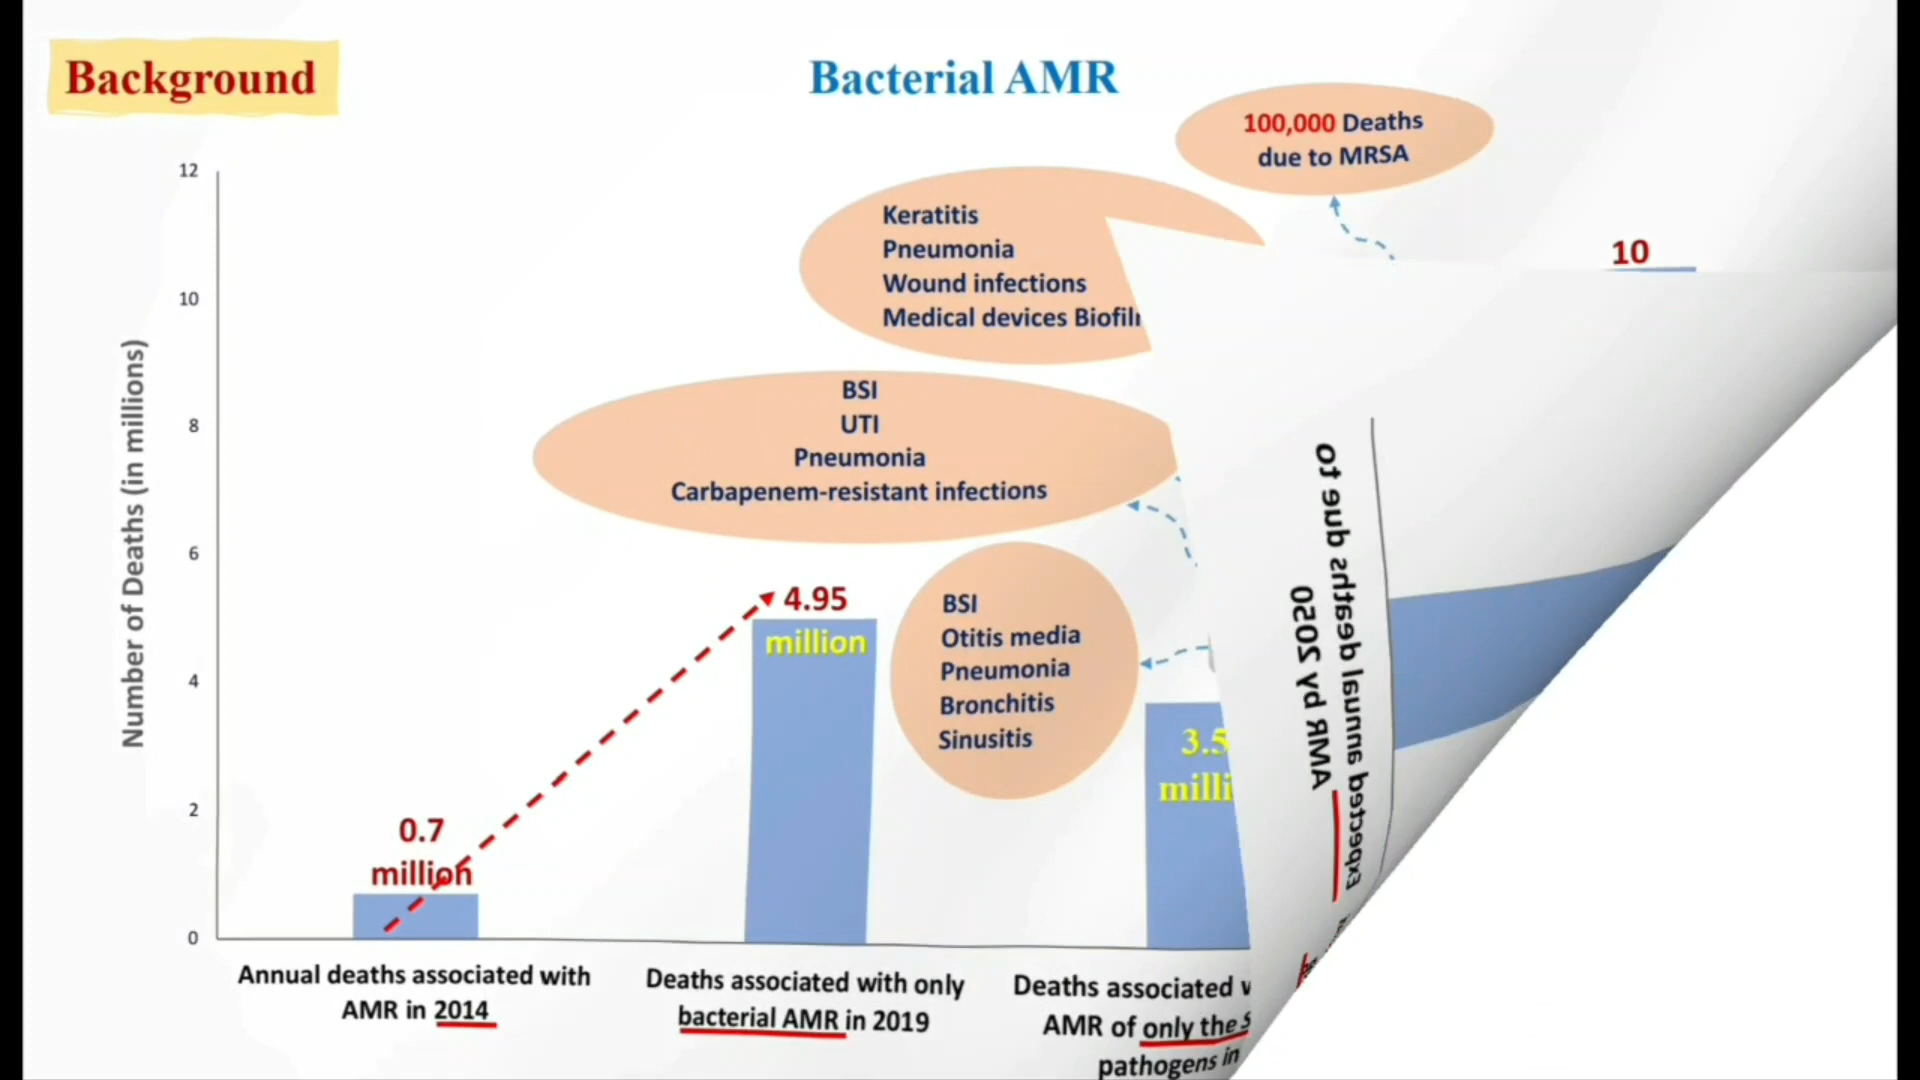 Background
Bacterial AMR
100,000 Deaths
due to MRSA
Keratitis
Pneumonia
Wound infections
Medical devices
10
BSI
UTI
Pneumonia
Carbapenem-resistant infections
BSI
Otitis media
Pneumonia
Bronchitis
Sinusitis
Number of Deaths (in millions)
12
10
8
6
4
2
0
0.7
million
4.95
million
3.5
Annual deaths associated with
AMR in 2014
Deaths associated with only
bacterial AMR in 2019
Deaths associated
AMR of only the
pathogens in
Expected annual deaths due to
AMR by 2050